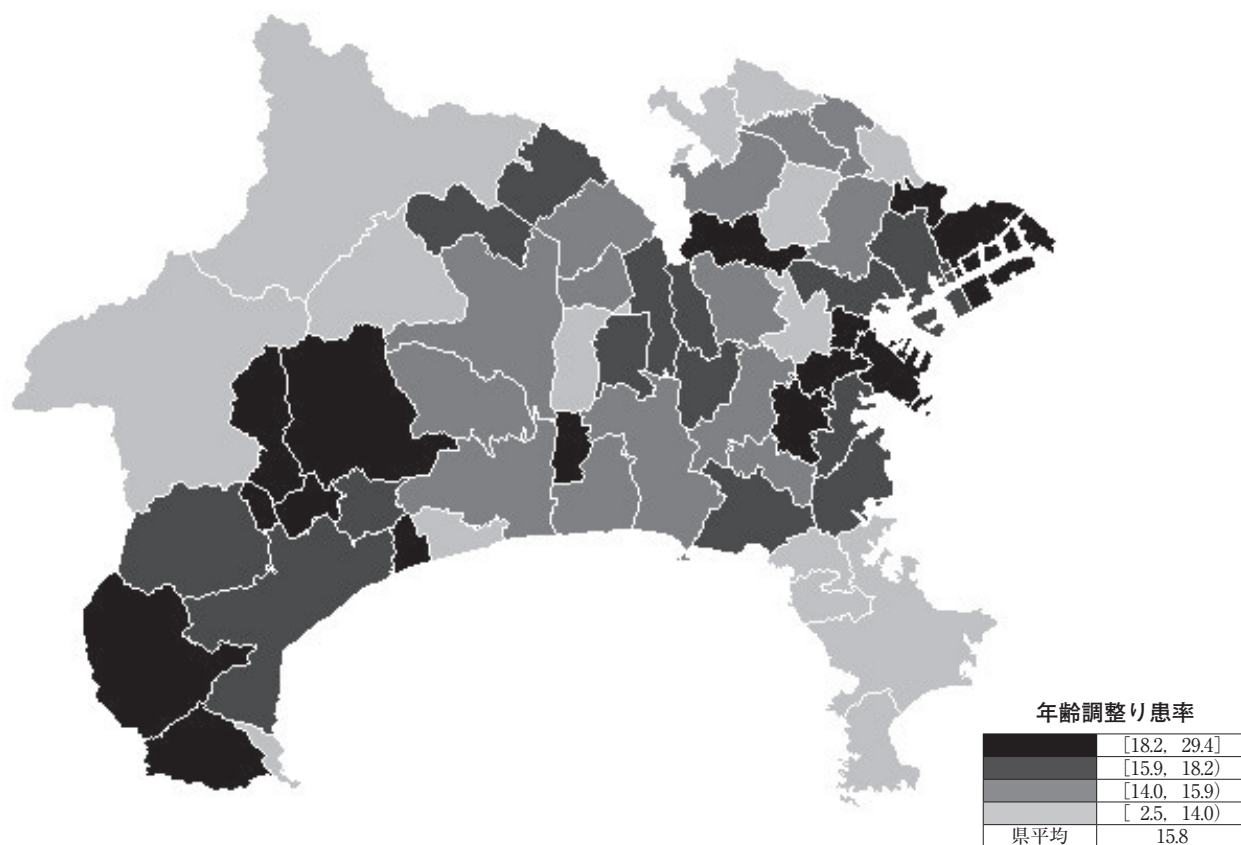 年齢調整り患率
[18.2, 29.4]
[15.9, 18.2)
[14.0, 15.9)
[ 2.5, 14.0)
県平均 15.8